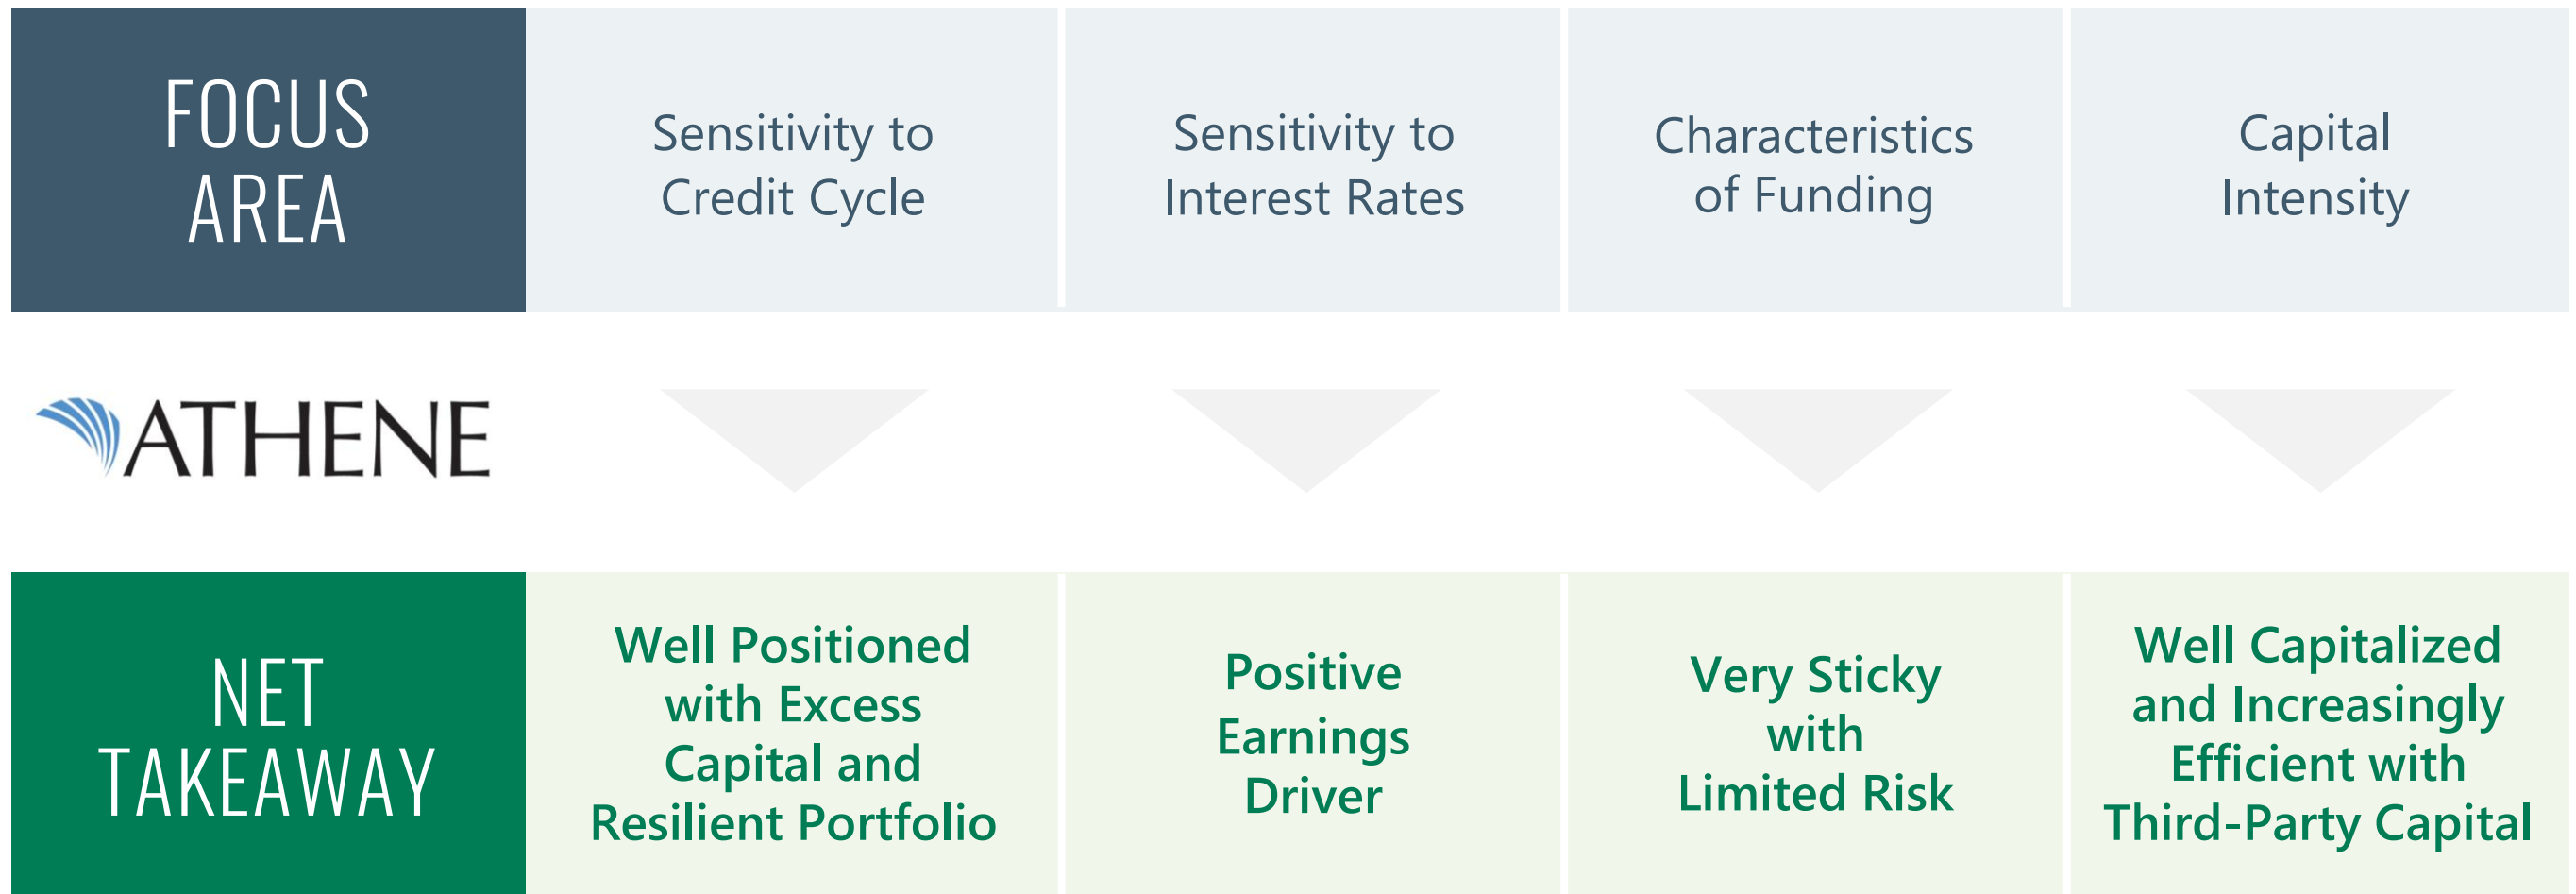 FOCUS
AREA
Sensitivity to
Credit Cycle
Sensitivity to
Interest Rates
Characteristics
of Funding
Capital
Intensity
ATHENE
NET
TAKEAWAY
Well Positioned
with Excess
Capital and
Resilient Portfolio
Positive
Earnings
Driver
Very Sticky
with
Limited Risk
Well Capitalized
and Increasingly
Efficient with
Third-Party Capital